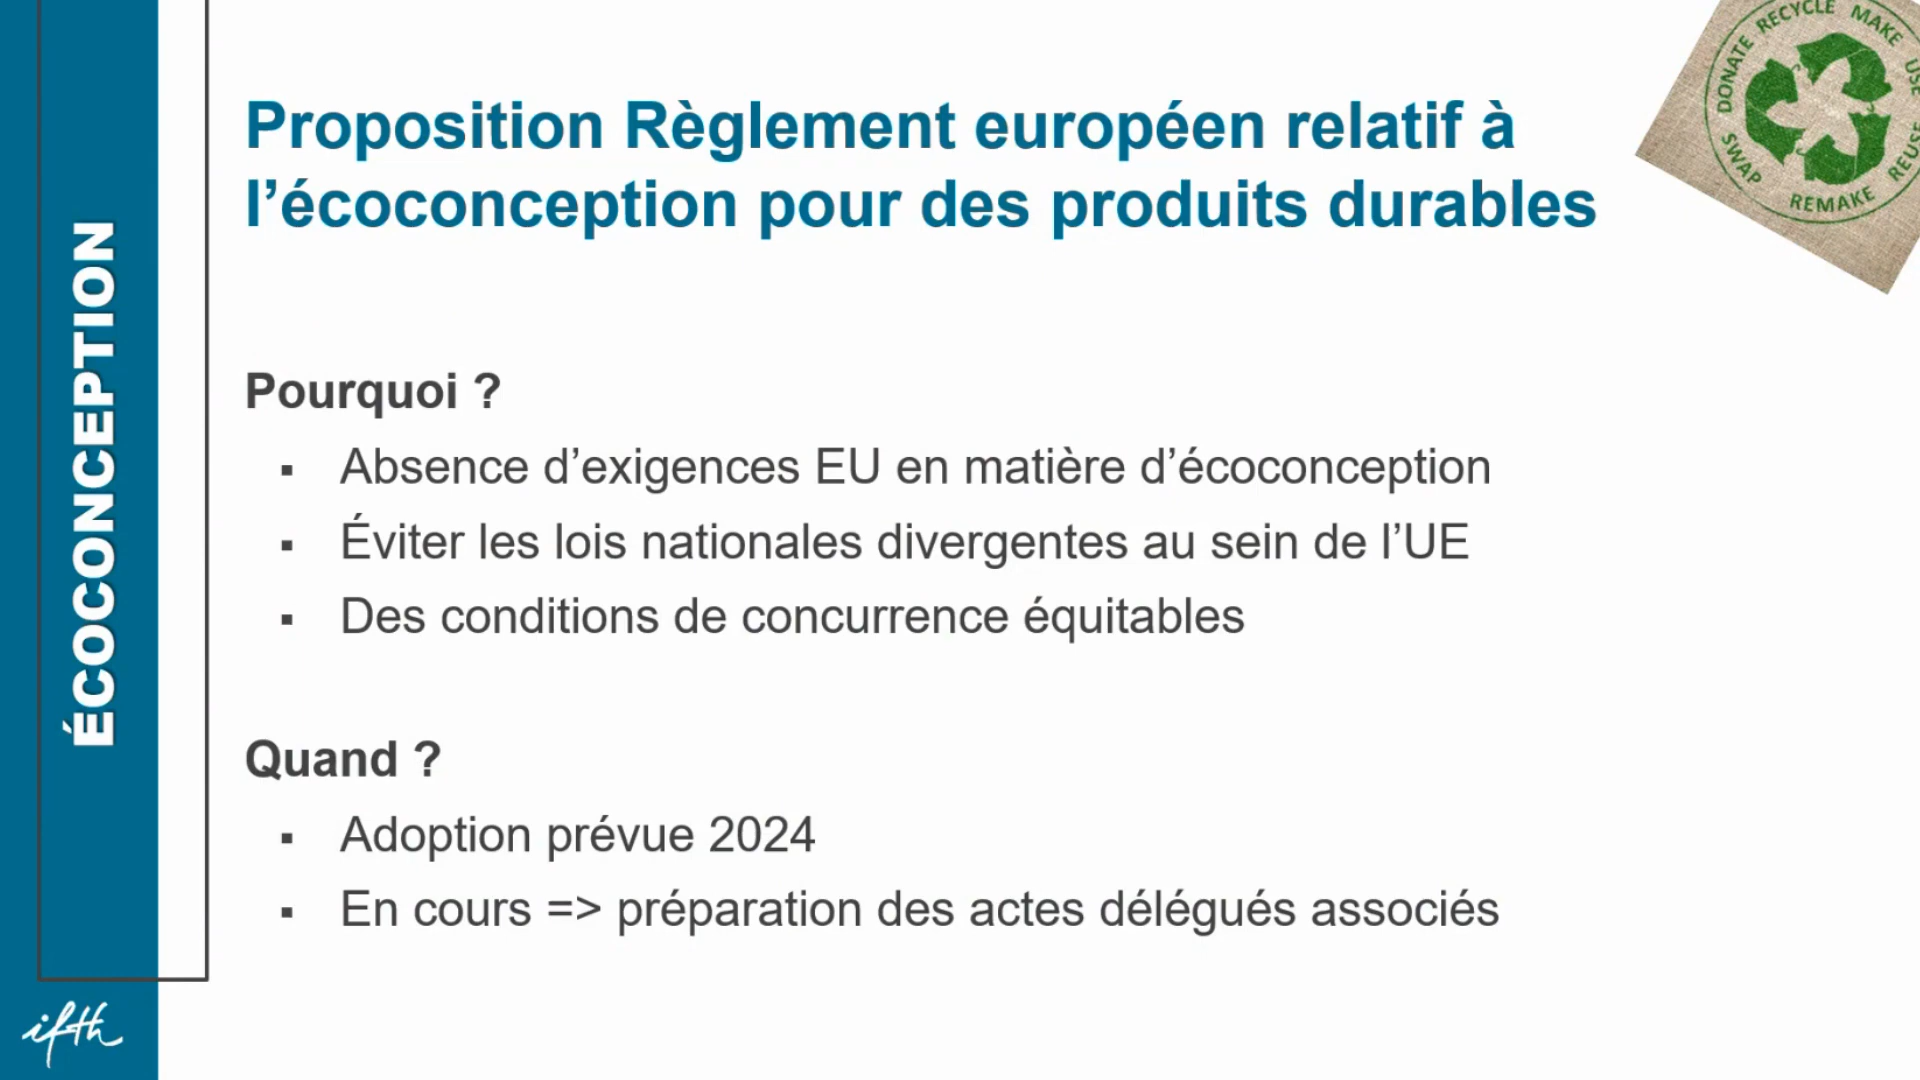 ÉCOCONCEPTION
Proposition Règlement européen relatif à
l’écoconception pour des produits durables
DONATE RECYCLE MAKE USE REUSE REMAKE SWAP
Pourquoi ?
▪ Absence d’exigences EU en matière d’écoconception
▪ Éviter les lois nationales divergentes au sein de l’UE
▪ Des conditions de concurrence équitables
Quand ?
▪ Adoption prévue 2024
▪ En cours => préparation des actes délégués associés
ifth